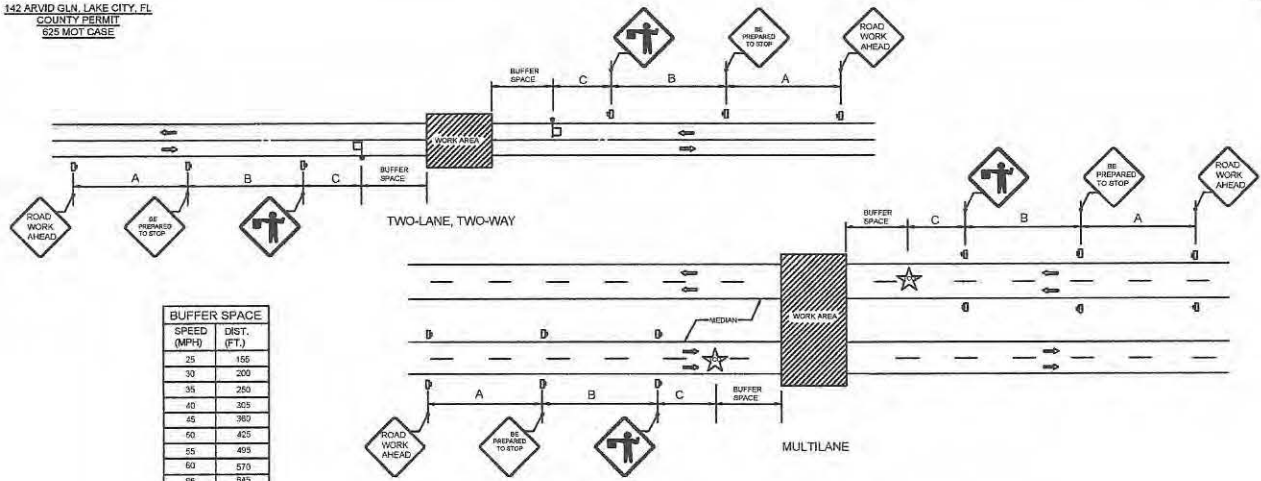 142 ARVID GLN, LAKE CITY, FL
COUNTY PERMIT
625 MOT CASE
BE
PREPARED
TO STOP
ROAD
WORK
AHEAD
BUFFER
SPACE
C
B
A
WORK AREA
A
B
C
BUFFER
SPACE
ROAD
WORK
AHEAD
BE
PREPARED
TO STOP
TWO-LANE, TWO-WAY
BE
PREPARED
TO STOP
ROAD
WORK
AHEAD
BUFFER
SPACE
C
B
A
MEDIAN
WORK AREA
A
B
C
BUFFER
SPACE
ROAD
WORK
AHEAD
BE
PREPARED
TO STOP
MULTILANE
BUFFER SPACE
SPEED
(MPH)
DIST.
(FT.)
25 155
30 200
35 250
40 305
45 360
50 425
55 495
60 570
65 645